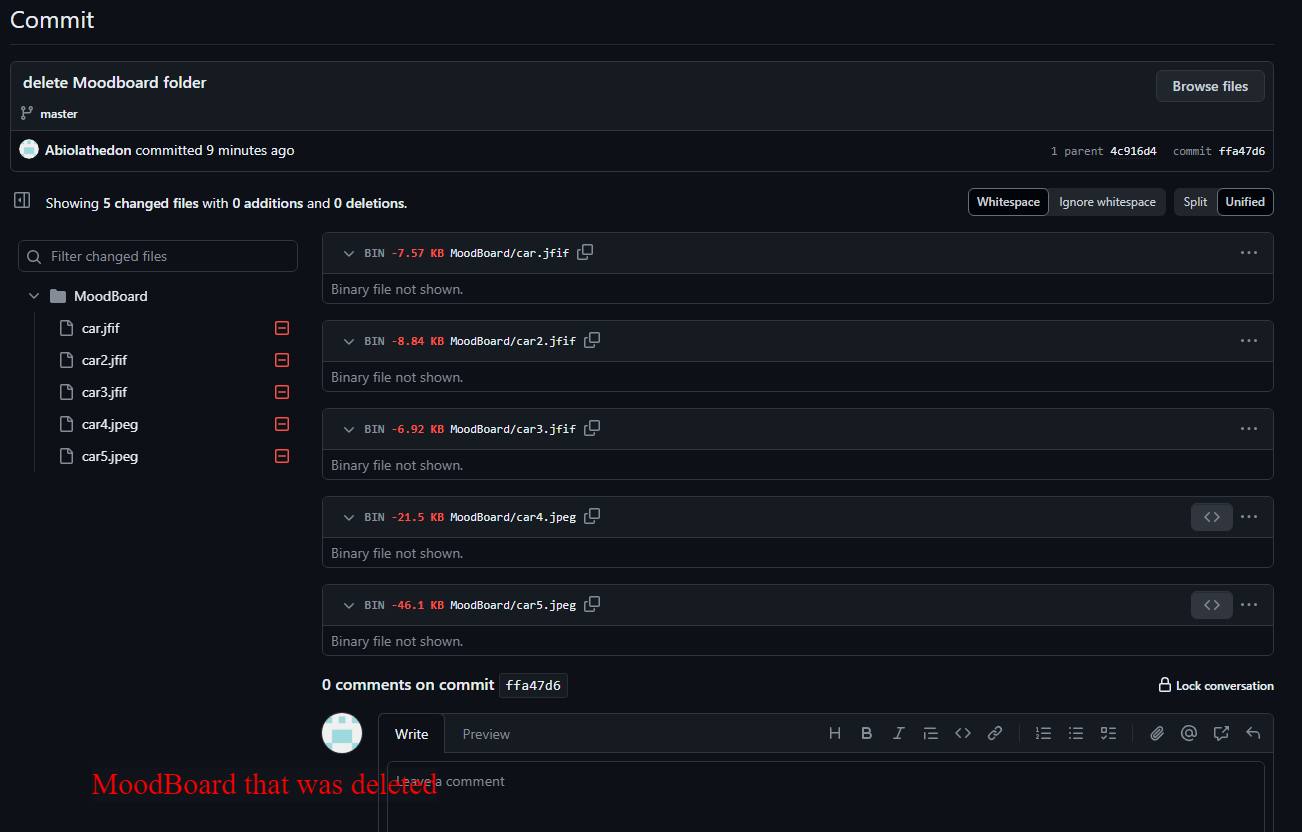 Commit
delete Moodboard folder
Browse files
master
Abiolathedon committed 9 minutes ago
1 parent 4c916d4 commit ffa47d6
Showing 5 changed files with 0 additions and 0 deletions.
Whitespace Ignore whitespace Split Unified
Filter changed files
MoodBoard
car.jfif
car2.jfif
car3.jfif
car4.jpeg
car5.jpeg
BIN -7.57 KB MoodBoard/car.jfif
Binary file not shown.
BIN -8.84 KB MoodBoard/car2.jfif
Binary file not shown.
BIN -6.92 KB MoodBoard/car3.jfif
Binary file not shown.
BIN -21.5 KB MoodBoard/car4.jpeg
Binary file not shown.
BIN -46.1 KB MoodBoard/car5.jpeg
Binary file not shown.
0 comments on commit ffa47d6
Lock conversation
Write Preview
Leave a comment
MoodBoard that was deleted